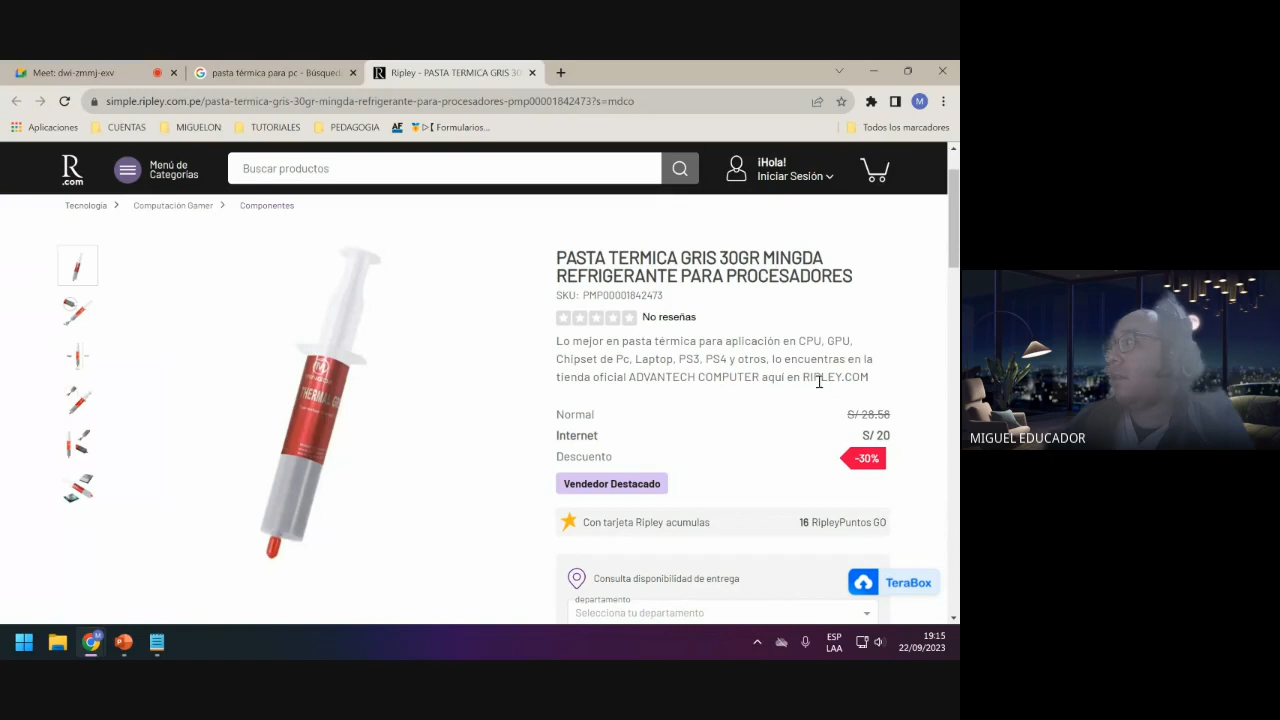 Meet: dwi-zmmj-exv
pasta térmica para pc - Búsqued
Ripley - PASTA TERMICA GRIS 30
simple.ripley.com.pe/pasta-termica-gris-30gr-mingda-refrigerante-para-procesadores-pmp00001842473?s=mdco
M
Aplicaciones
CUENTAS
MIGUELON
TUTORIALES
PEDAGOGIA
Formularios...
Todos los marcadores
R
.com
Menú de
Categorías
Buscar productos
¡Hola!
Iniciar Sesión
Tecnología
Computación Gamer
Componentes
PASTA TERMICA GRIS 30GR MINGDA
REFRIGERANTE PARA PROCESADORES
SKU: PMP00001842473
No reseñas
Lo mejor en pasta térmica para aplicación en CPU, GPU,
Chipset de Pc, Laptop, PS3, PS4 y otros, lo encuentras en la
tienda oficial ADVANTECH COMPUTER aquí en RIPLEY.COM
Normal
S/ 28.58
Internet
S/ 20
Descuento
-30%
Vendedor Destacado
Con tarjeta Ripley acumulas
16 RipleyPuntos GO
Consulta disponibilidad de entrega
departamento
Selecciona tu departamento
TeraBox
THERMAL
MIGUEL EDUCADOR
ESP
LAA
19:15
22/09/2023